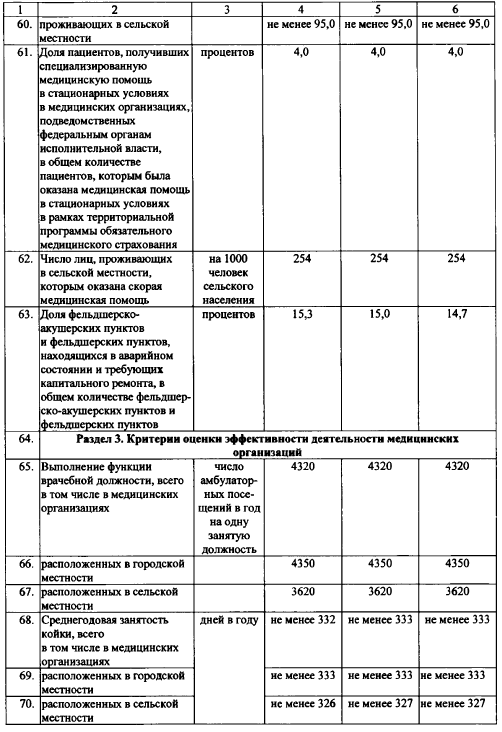 1 2 3 4 5 6
60. проживающих в сельской местности не менее 95,0 не менее 95,0 не менее 95,0
61. Доля пациентов, получивших процентов 4,0 4,0 4,0
специализированную
медицинскую помощь
в стационарных условиях
в медицинских организациях,
подведомственных
федеральным органам
исполнительной власти,
в общем количестве
пациентов, которым была
оказана медицинская помощь
в стационарных условиях
в рамках территориальной
программы обязательного
медицинского страхования
62. Число лиц, проживающих на 1000 254 254 254
в сельской местности, человек
которым оказана скорая сельского
медицинская помощь населения
63. Доля фельдшерско- процентов 15,3 15,0 14,7
акушерских пунктов
и фельдшерских пунктов,
находящихся в аварийном
состоянии и требующих
капитального ремонта, в
общем количестве фельдшер-
ско-акушерских пунктов и
фельдшерских пунктов
64. Раздел 3. Критерии оценки эффективности деятельности медицинских
организаций
65. Выполнение функции число 4320 4320 4320
врачебной должности, всего амбулатор-
в том числе в медицинских ных посе-
организациях щений в год
на одну
занятую
должность
66. расположенных в городской 4350 4350 4350
местности
67. расположенных в сельской 3620 3620 3620
местности
68. Среднегодовая занятость дней в году не менее 332 не менее 333 не менее 333
койки, всего
в том числе в медицинских
организациях
69. расположенных в городской не менее 333 не менее 333 не менее 333
местности
70. расположенных в сельской не менее 326 не менее 327 не менее 327
местности